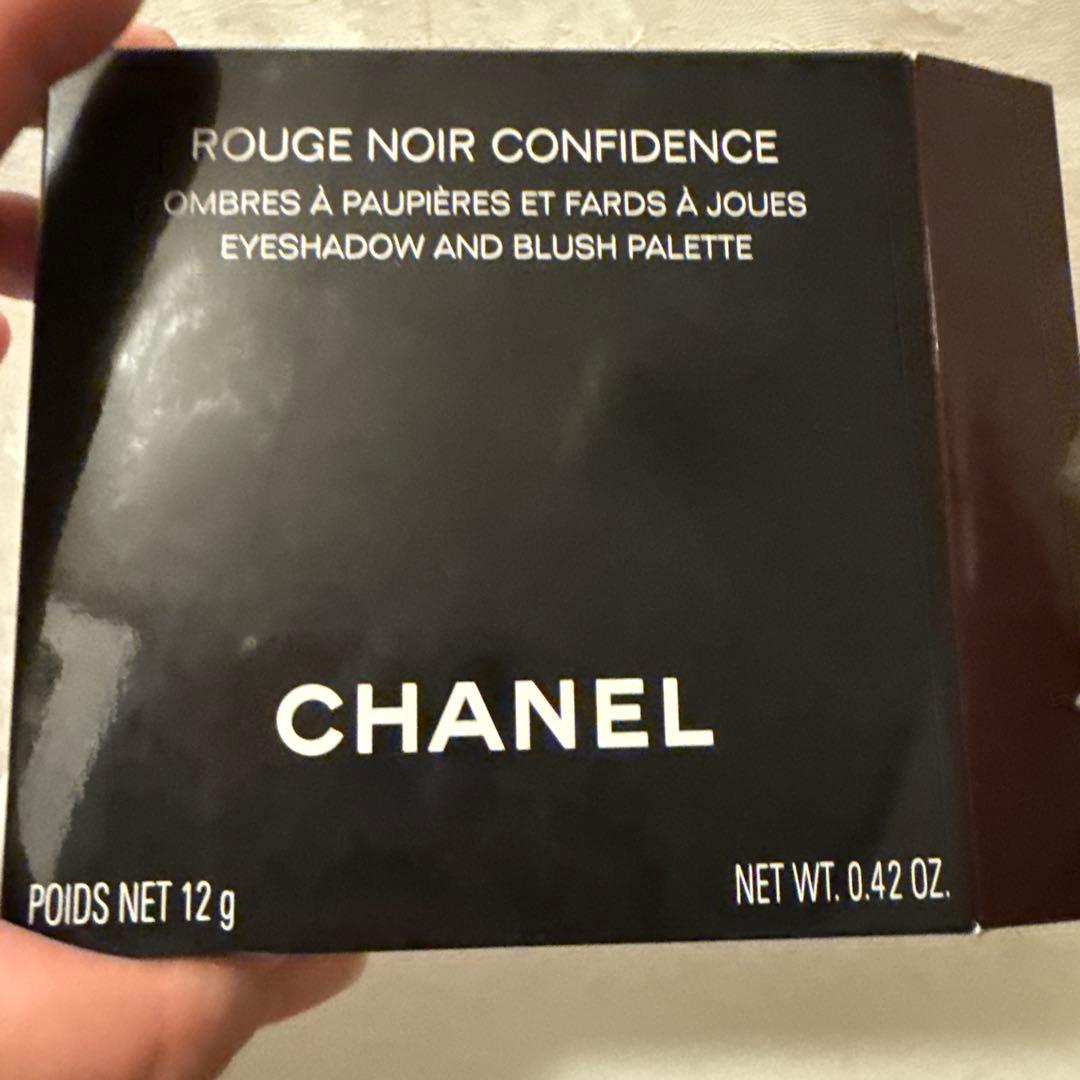 ROUGE NOIR CONFIDENCE
OMBRES À PAUPIÈRES ET FARDS À JOUES
EYESHADOW AND BLUSH PALETTE
CHANEL
POIDS NET 12 g
NET WT. 0.42 OZ.